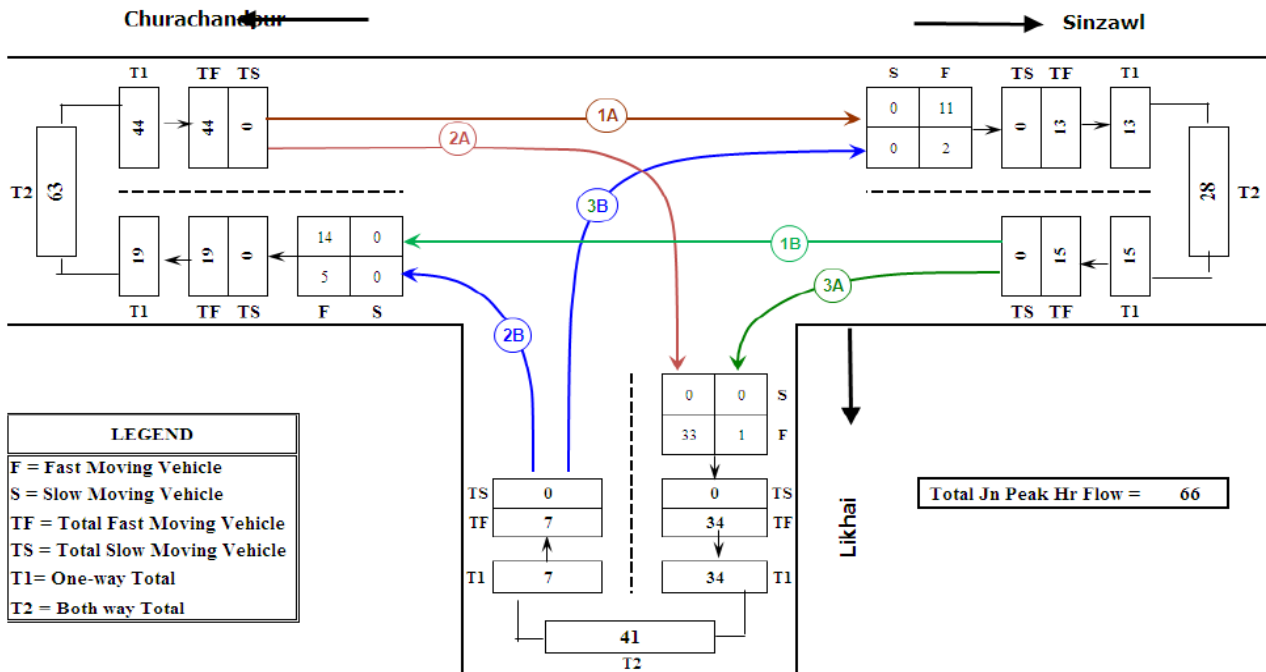 Churachandpur
Sinzawl
T1 TF TS
S F
TS TF T1
44 44 0
1A
0 11
0 13 13
2A
0 2
T2 63
3B
28 T2
19 19 0
14 0
1B
0 15 15
5 0
3A
T1 TF TS F S
TS TF T1
2B
0 0 S
33 1 F
LEGEND
F = Fast Moving Vehicle
S = Slow Moving Vehicle
TF = Total Fast Moving Vehicle
TS = Total Slow Moving Vehicle
T1= One-way Total
T2 = Both way Total
TS 0
0 TS
TF 7
34 TF
T1 7
34 T1
41
T2
Likhai
Total Jn Peak Hr Flow = 66